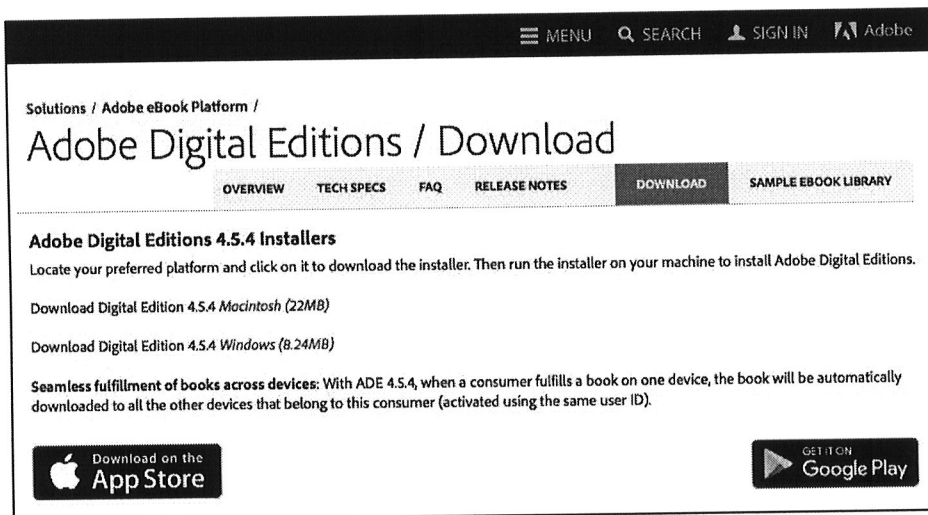 MENU SEARCH SIGN IN Adobe
Solutions / Adobe eBook Platform /
Adobe Digital Editions / Download
OVERVIEW TECH SPECS FAQ RELEASE NOTES DOWNLOAD SAMPLE EBOOK LIBRARY
Adobe Digital Editions 4.5.4 Installers
Locate your preferred platform and click on it to download the installer. Then run the installer on your machine to install Adobe Digital Editions.
Download Digital Edition 4.5.4 Macintosh (22MB)
Download Digital Edition 4.5.4 Windows (8.24MB)
Seamless fulfillment of books across devices: With ADE 4.5.4, when a consumer fulfills a book on one device, the book will be automatically
downloaded to all the other devices that belong to this consumer (activated using the same user ID).
Download on the
App Store
GET IT ON
Google Play